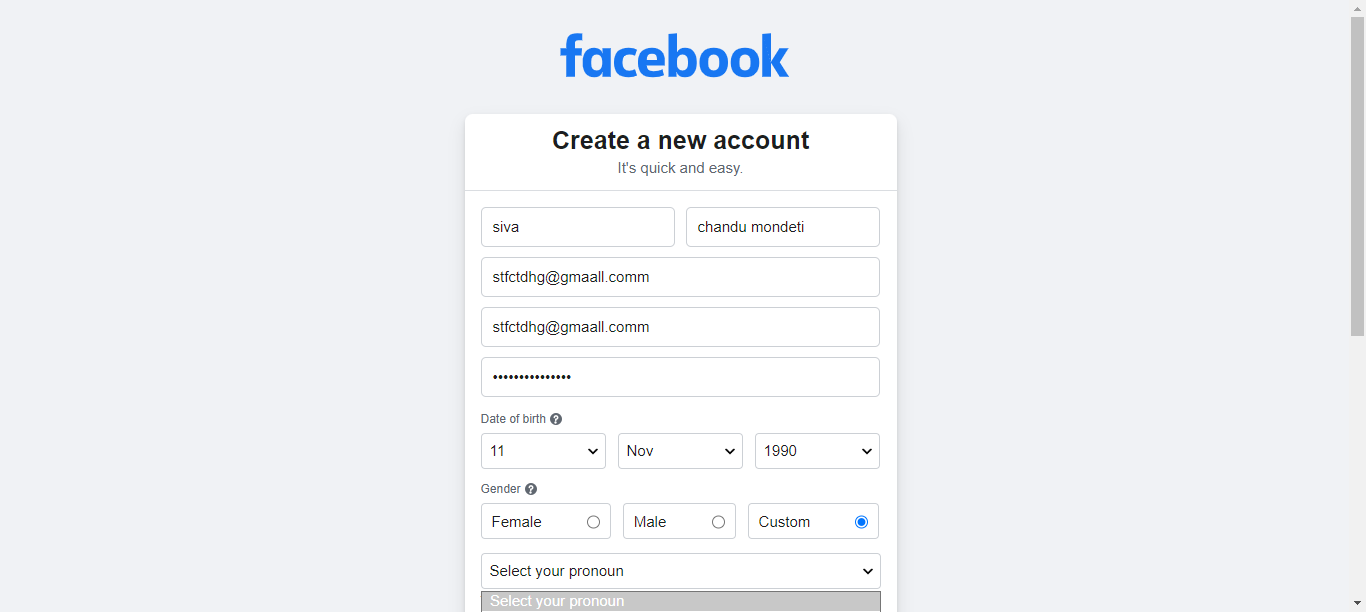 facebook
Create a new account
It's quick and easy.
siva chandu mondeti
stfctdhg@gmaall.comm
stfctdhg@gmaall.comm
•••••••••••••••
Date of birth ?
11 Nov 1990
Gender ?
Female Male Custom
Select your pronoun
Select your pronoun